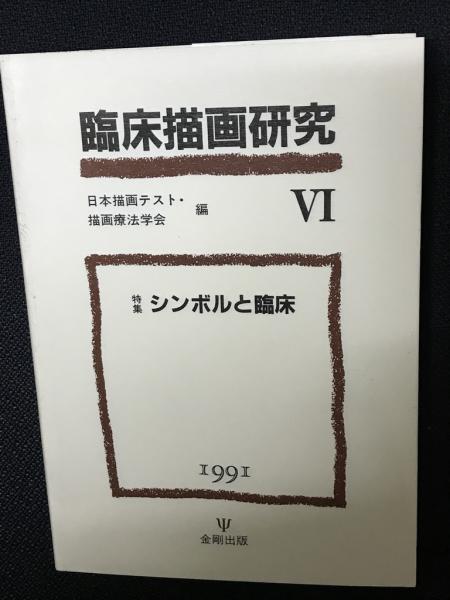 臨床描画研究
日本描画テスト・
描画療法学会
編
VI
特集
シンボルと臨床
1991
Ψ
金剛出版